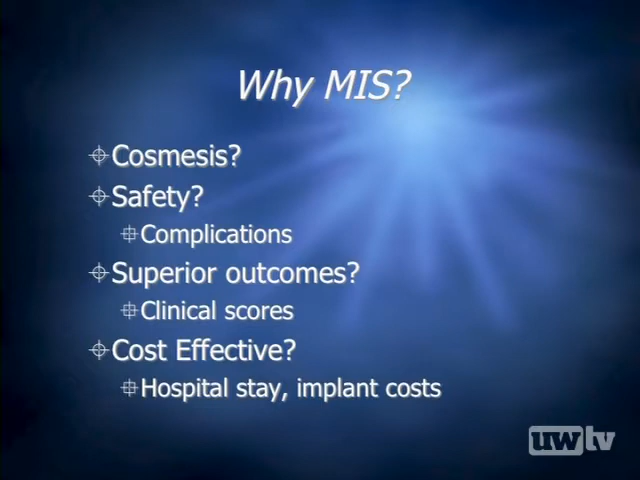 Why MIS?
Cosmesis?
Safety?
Complications
Superior outcomes?
Clinical scores
Cost Effective?
Hospital stay, implant costs
uwtv